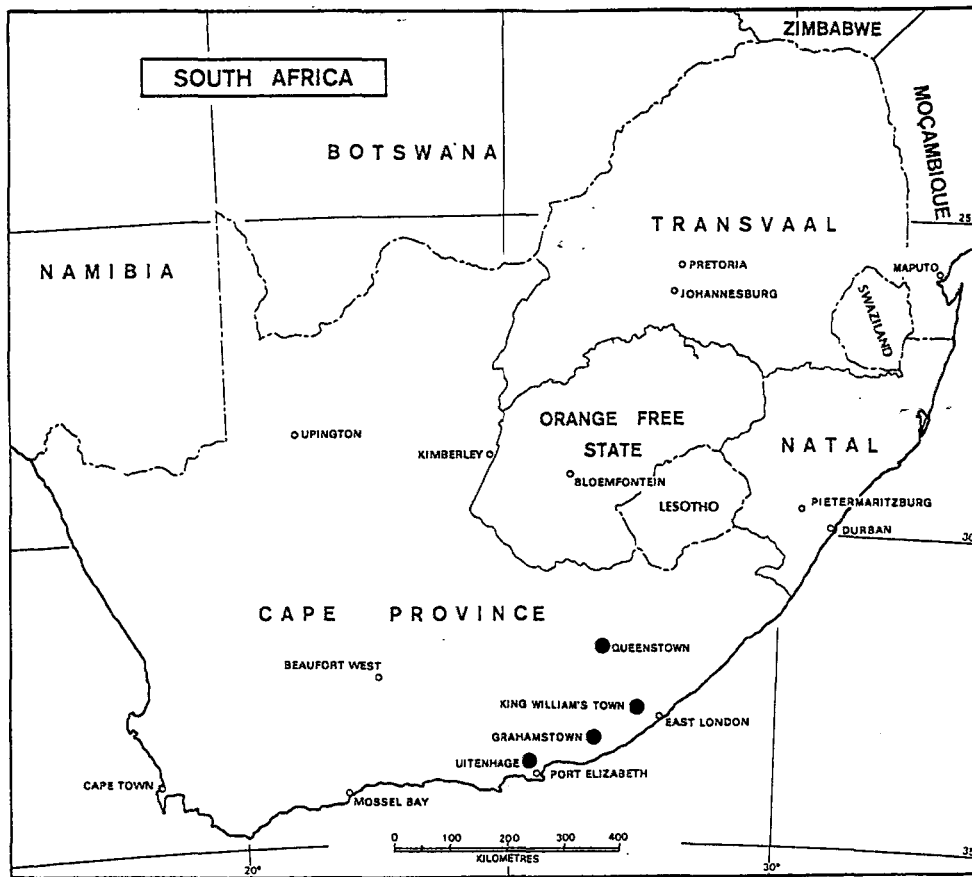 ZIMBABWE
SOUTH AFRICA
MOÇAMBIQUE
BOTSWANA
TRANSVAAL
25
NAMIBIA
PRETORIA
MAPUTO
JOHANNESBURG
SWAZILAND
ORANGE FREE
STATE
UPINGTON
KIMBERLEY
NATAL
BLOEMFONTEIN
LESOTHO
PIETERMARITZBURG
DURBAN
30
CAPE PROVINCE
QUEENSTOWN
BEAUFORT WEST
KING WILLIAM'S TOWN
EAST LONDON
GRAHAMSTOWN
UITENHAGE
PORT ELIZABETH
CAPE TOWN
MOSSEL BAY
0 100 200 300 400
KILOMETRES
20°
30°
35